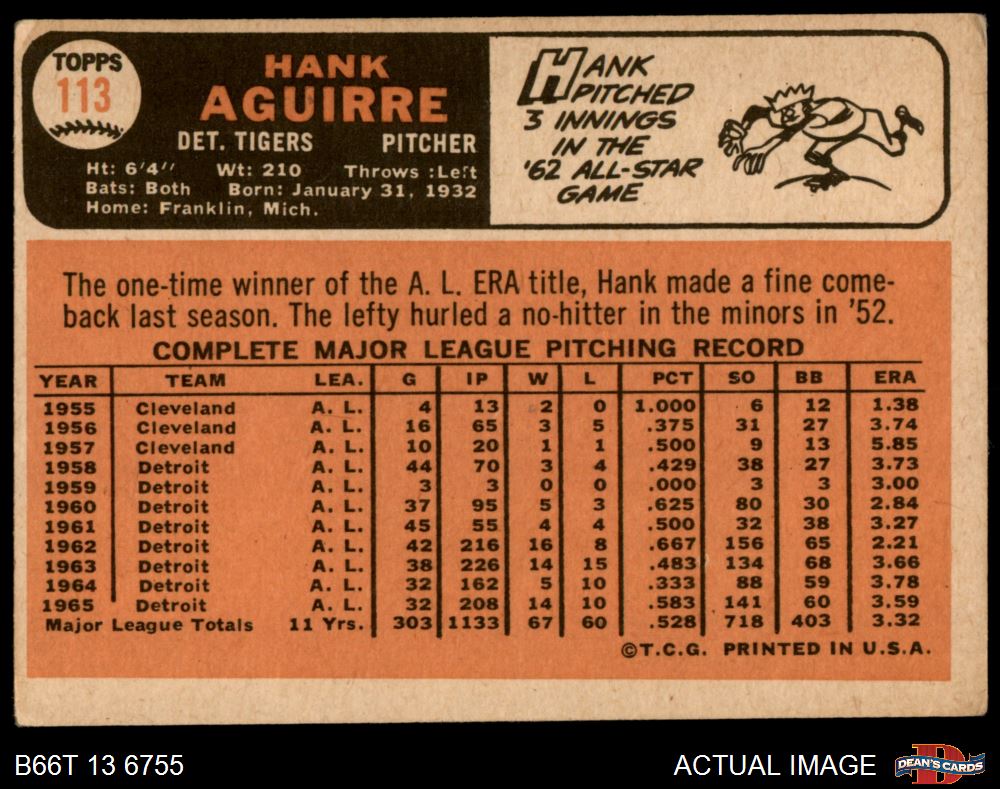 TOPPS
113
HANK
AGUIRRE
DET. TIGERS PITCHER
Ht: 6'4" Wt: 210 Throws :Left
Bats: Both Born: January 31, 1932
Home: Franklin, Mich.
HANK
PITCHED
3 INNINGS
IN THE
'62 ALL-STAR
GAME
The one-time winner of the A. L. ERA title, Hank made a fine come-
back last season. The lefty hurled a no-hitter in the minors in '52.
COMPLETE MAJOR LEAGUE PITCHING RECORD
YEAR TEAM LEA. G IP W L PCT SO BB ERA
1955 Cleveland A. L. 4 13 2 0 1.000 6 12 1.38
1956 Cleveland A. L. 16 65 3 5 .375 31 27 3.74
1957 Cleveland A. L. 10 20 1 1 .500 9 13 5.85
1958 Detroit A. L. 44 70 3 4 .429 38 27 3.73
1959 Detroit A. L. 3 3 0 0 .000 3 3 3.00
1960 Detroit A. L. 37 95 5 3 .625 80 30 2.84
1961 Detroit A. L. 45 55 4 4 .500 32 38 3.27
1962 Detroit A. L. 42 216 16 8 .667 156 65 2.21
1963 Detroit A. L. 38 226 14 15 .483 134 68 3.66
1964 Detroit A. L. 32 162 5 10 .333 88 59 3.78
1965 Detroit A. L. 32 208 14 10 .583 141 60 3.59
Major League Totals 11 Yrs. 303 1133 67 60 .528 718 403 3.32
©T.C.G. PRINTED IN U.S.A.
B66T 13 6755 ACTUAL IMAGE
DEAN'S CARDS